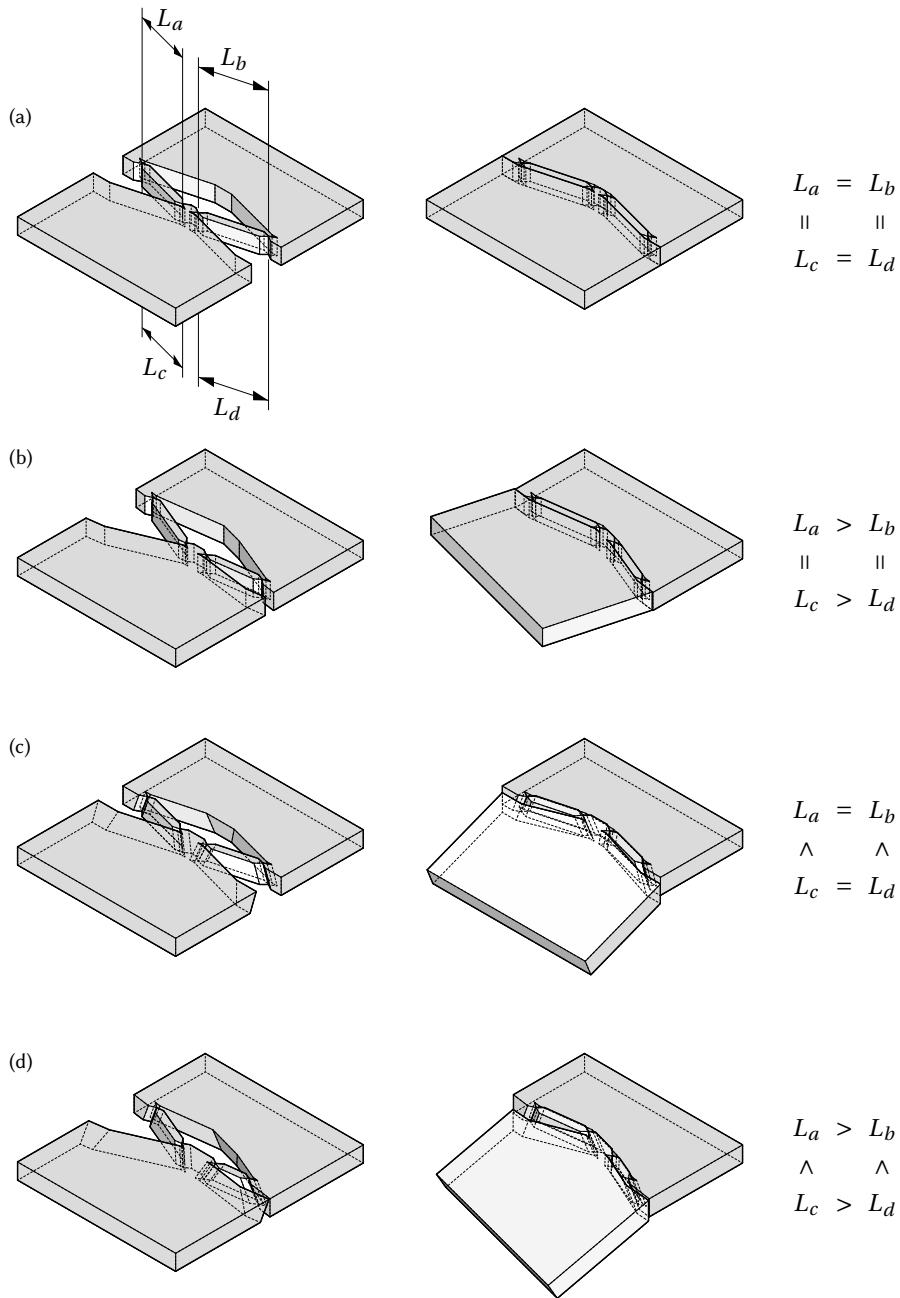 L_a
L_b
(a)
L_a = L_b
= =
L_c = L_d
L_c
L_d
(b)
L_a > L_b
= =
L_c > L_d
(c)
L_a = L_b
∧ ∧
L_c = L_d
(d)
L_a > L_b
∧ ∧
L_c > L_d